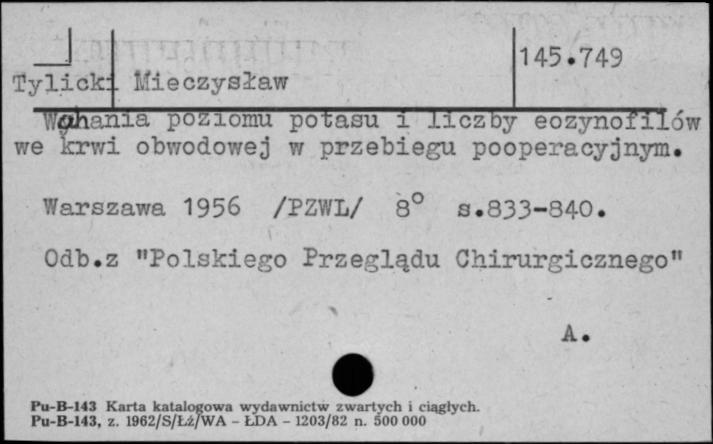 145.749
Tylicki Mieczysław
Wahania poziomu potasu i liczby eozynofilów
we krwi obwodowej w przebiegu pooperacyjnym.
Warszawa 1956 /PZWL/ 8° s.833-840.
Odb.z "Polskiego Przeglądu Chirurgicznego"
A.
Pu-B-143 Karta katalogowa wydawnictw zwartych i ciągłych.
Pu-B-143, z. 1962/S/Łź/WA - ŁDA - 1203/82 n. 500 000